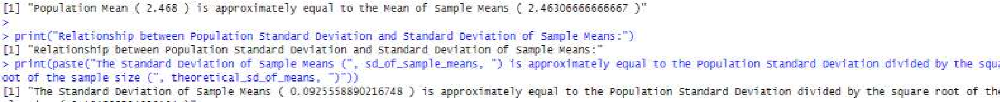 [1] "Population Mean ( 2.468 ) is approximately equal to the Mean of Sample Means ( 2.46306666666667 )"
>
> print("Relationship between Population Standard Deviation and Standard Deviation of Sample Means:")
[1] "Relationship between Population Standard Deviation and Standard Deviation of Sample Means:"
> print(paste("The Standard Deviation of Sample Means (", sd_of_sample_means, ") is approximately equal to the Population Standard Deviation divided by the squa
oot of the sample size (", theoretical_sd_of_means, ")"))
[1] "The Standard Deviation of Sample Means ( 0.0925558890216748 ) is approximately equal to the Population Standard Deviation divided by the square root of the